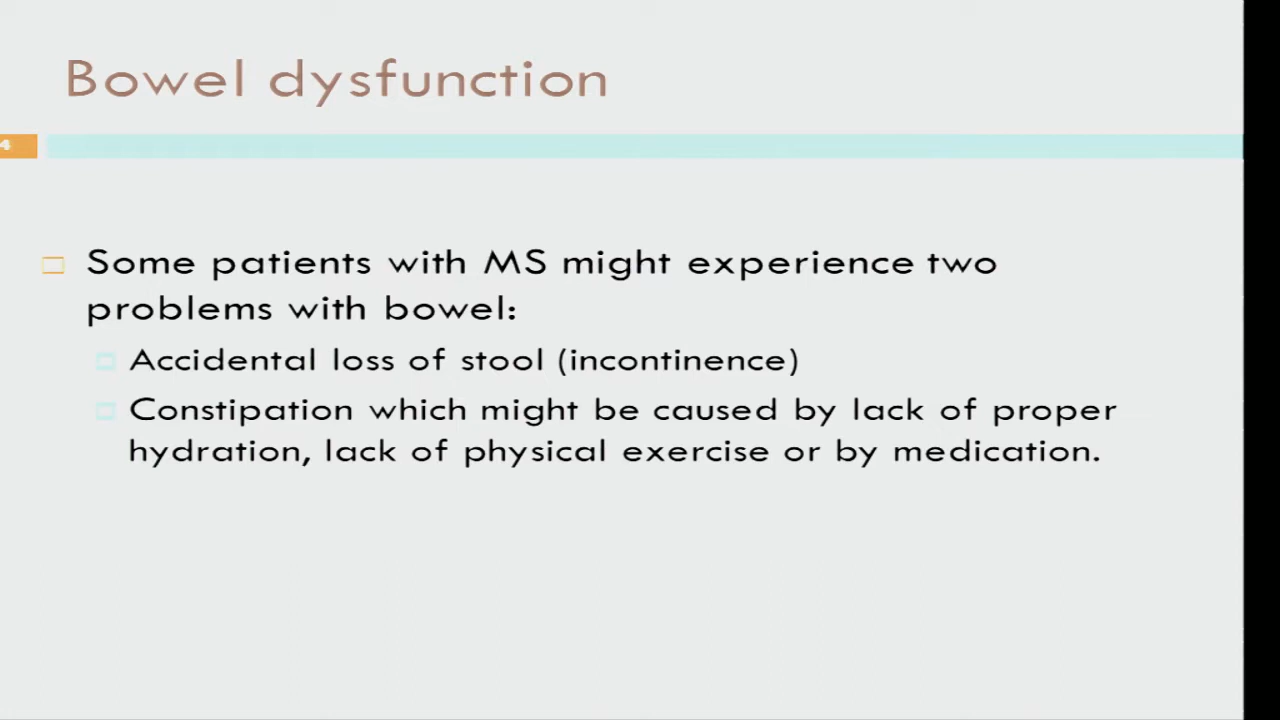 Bowel dysfunction
4
Some patients with MS might experience two
problems with bowel:
Accidental loss of stool (incontinence)
Constipation which might be caused by lack of proper
hydration, lack of physical exercise or by medication.